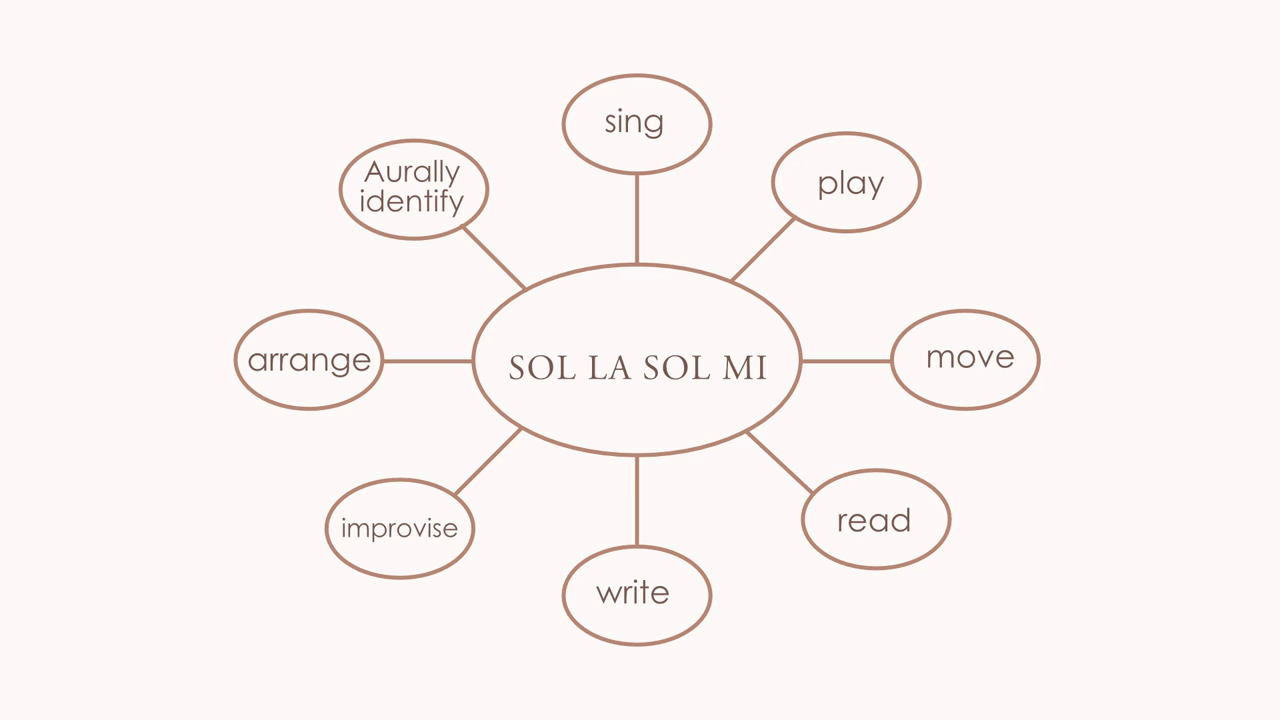 sing
play
Aurally
identify
arrange
SOL LA SOL MI
move
improvise
read
write